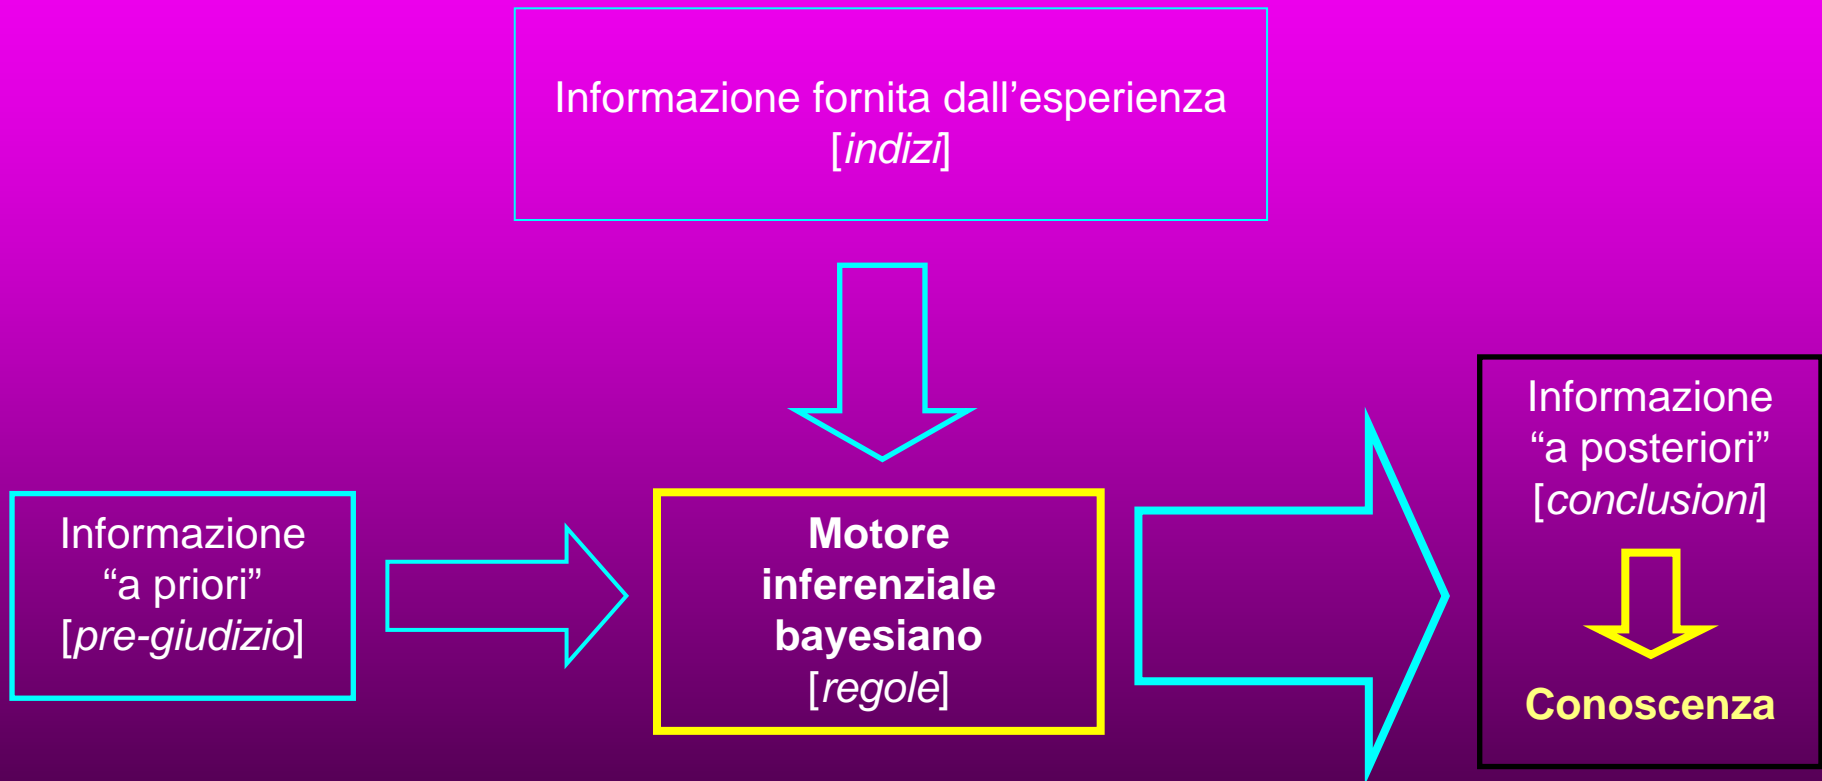 Informazione fornita dall’esperienza
[indizi]
Informazione
“a priori”
[pre-giudizio]
Motore
inferenziale
bayesiano
[regole]
Informazione
“a posteriori”
[conclusioni]
Conoscenza